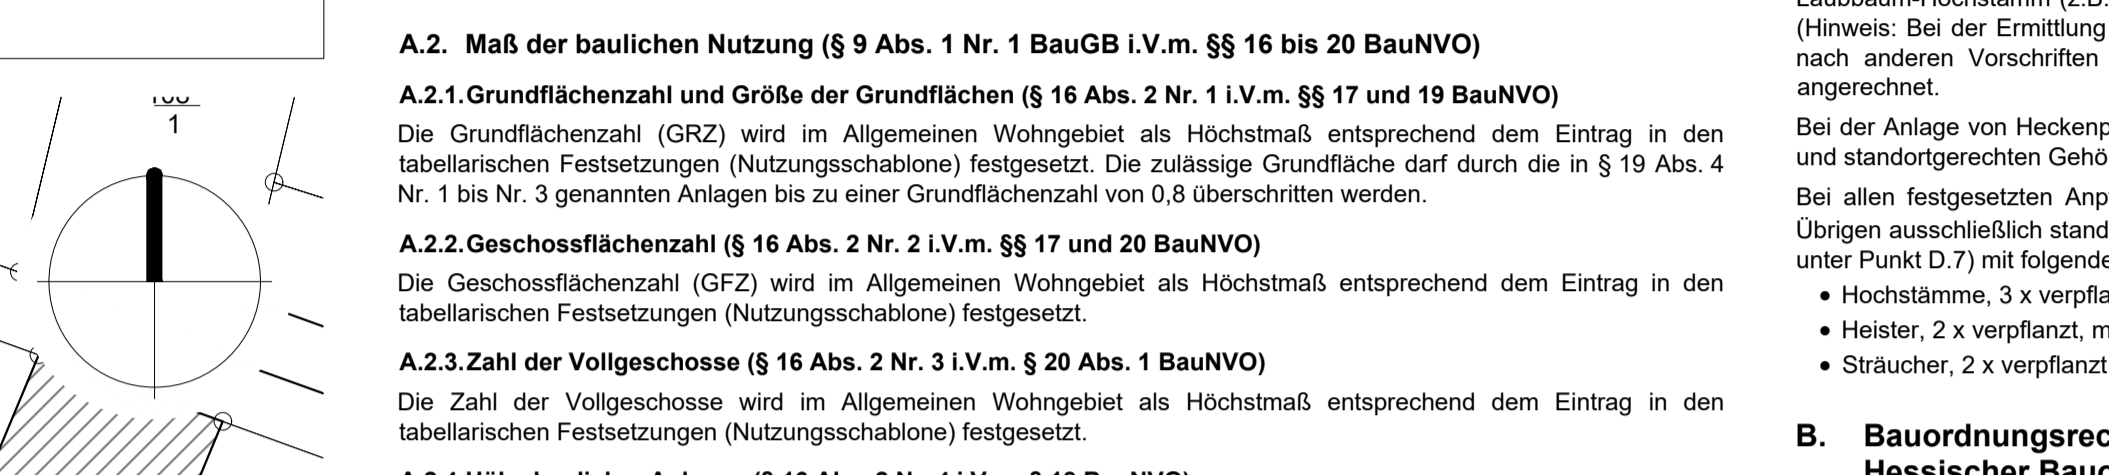 1
A.2. Maß der baulichen Nutzung (§ 9 Abs. 1 Nr. 1 BauGB i.V.m. §§ 16 bis 20 BauNVO)
A.2.1.Grundflächenzahl und Größe der Grundflächen (§ 16 Abs. 2 Nr. 1 i.V.m. §§ 17 und 19 BauNVO)
Die Grundflächenzahl (GRZ) wird im Allgemeinen Wohngebiet als Höchstmaß entsprechend dem Eintrag in den
tabellarischen Festsetzungen (Nutzungsschablone) festgesetzt. Die zulässige Grundfläche darf durch die in § 19 Abs. 4
Nr. 1 bis Nr. 3 genannten Anlagen bis zu einer Grundflächenzahl von 0,8 überschritten werden.
A.2.2.Geschossflächenzahl (§ 16 Abs. 2 Nr. 2 i.V.m. §§ 17 und 20 BauNVO)
Die Geschossflächenzahl (GFZ) wird im Allgemeinen Wohngebiet als Höchstmaß entsprechend dem Eintrag in den
tabellarischen Festsetzungen (Nutzungsschablone) festgesetzt.
A.2.3.Zahl der Vollgeschosse (§ 16 Abs. 2 Nr. 3 i.V.m. § 20 Abs. 1 BauNVO)
Die Zahl der Vollgeschosse wird im Allgemeinen Wohngebiet als Höchstmaß entsprechend dem Eintrag in den
tabellarischen Festsetzungen (Nutzungsschablone) festgesetzt.
(Hinweis: Bei der Ermittlung
nach anderen Vorschriften
angerechnet.
Bei der Anlage von Heckenp
und standortgerechten Gehö
Bei allen festgesetzten Anp
Übrigen ausschließlich stand
unter Punkt D.7) mit folgende
• Hochstämme, 3 x verpfla
• Heister, 2 x verpflanzt, m
• Sträucher, 2 x verpflanzt
B. Bauordnungsrec